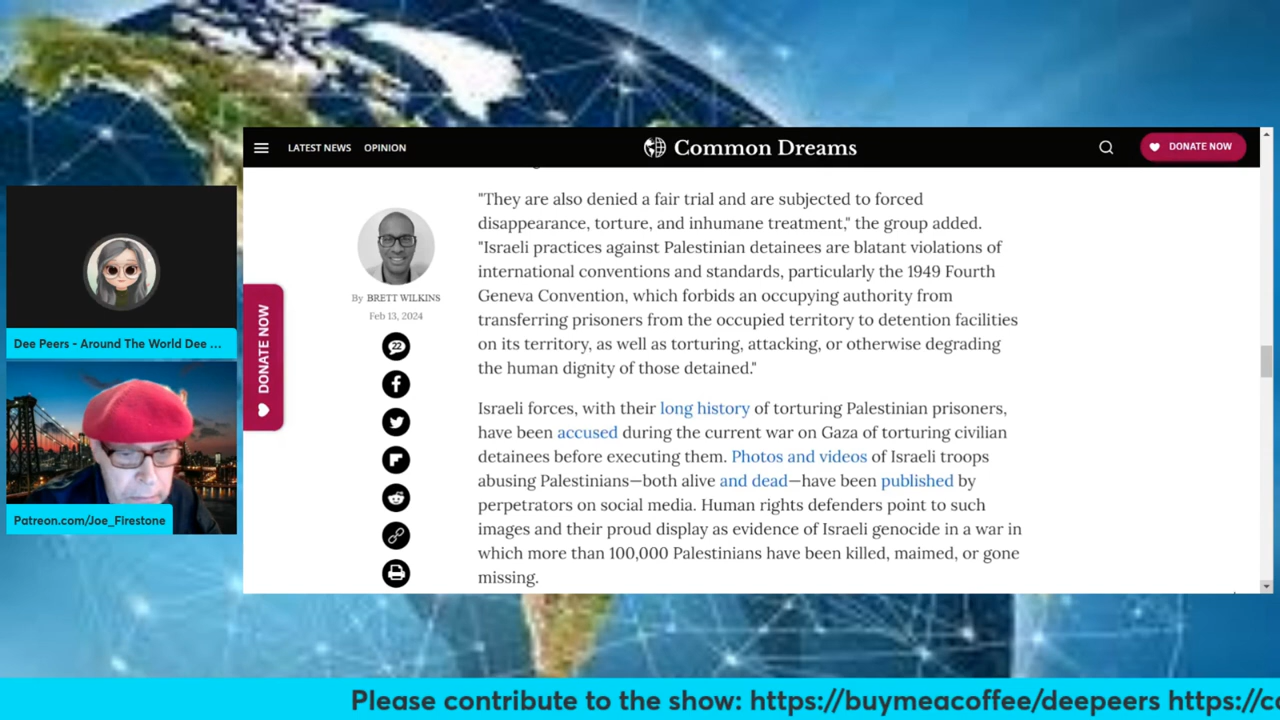 LATEST NEWS
OPINION
Common Dreams
DONATE NOW
"They are also denied a fair trial and are subjected to forced
disappearance, torture, and inhumane treatment," the group added.
"Israeli practices against Palestinian detainees are blatant violations of
international conventions and standards, particularly the 1949 Fourth
Geneva Convention, which forbids an occupying authority from
transferring prisoners from the occupied territory to detention facilities
on its territory, as well as torturing, attacking, or otherwise degrading
the human dignity of those detained."
By BRETT WILKINS
Feb 13, 2024
22
DONATE NOW
Israeli forces, with their long history of torturing Palestinian prisoners,
have been accused during the current war on Gaza of torturing civilian
detainees before executing them. Photos and videos of Israeli troops
abusing Palestinians—both alive and dead—have been published by
perpetrators on social media. Human rights defenders point to such
images and their proud display as evidence of Israeli genocide in a war in
which more than 100,000 Palestinians have been killed, maimed, or gone
missing.
Dee Peers - Around The World Dee ...
Patreon.com/Joe_Firestone
Please contribute to the show: https://buymeacoffee/deepeers https://c